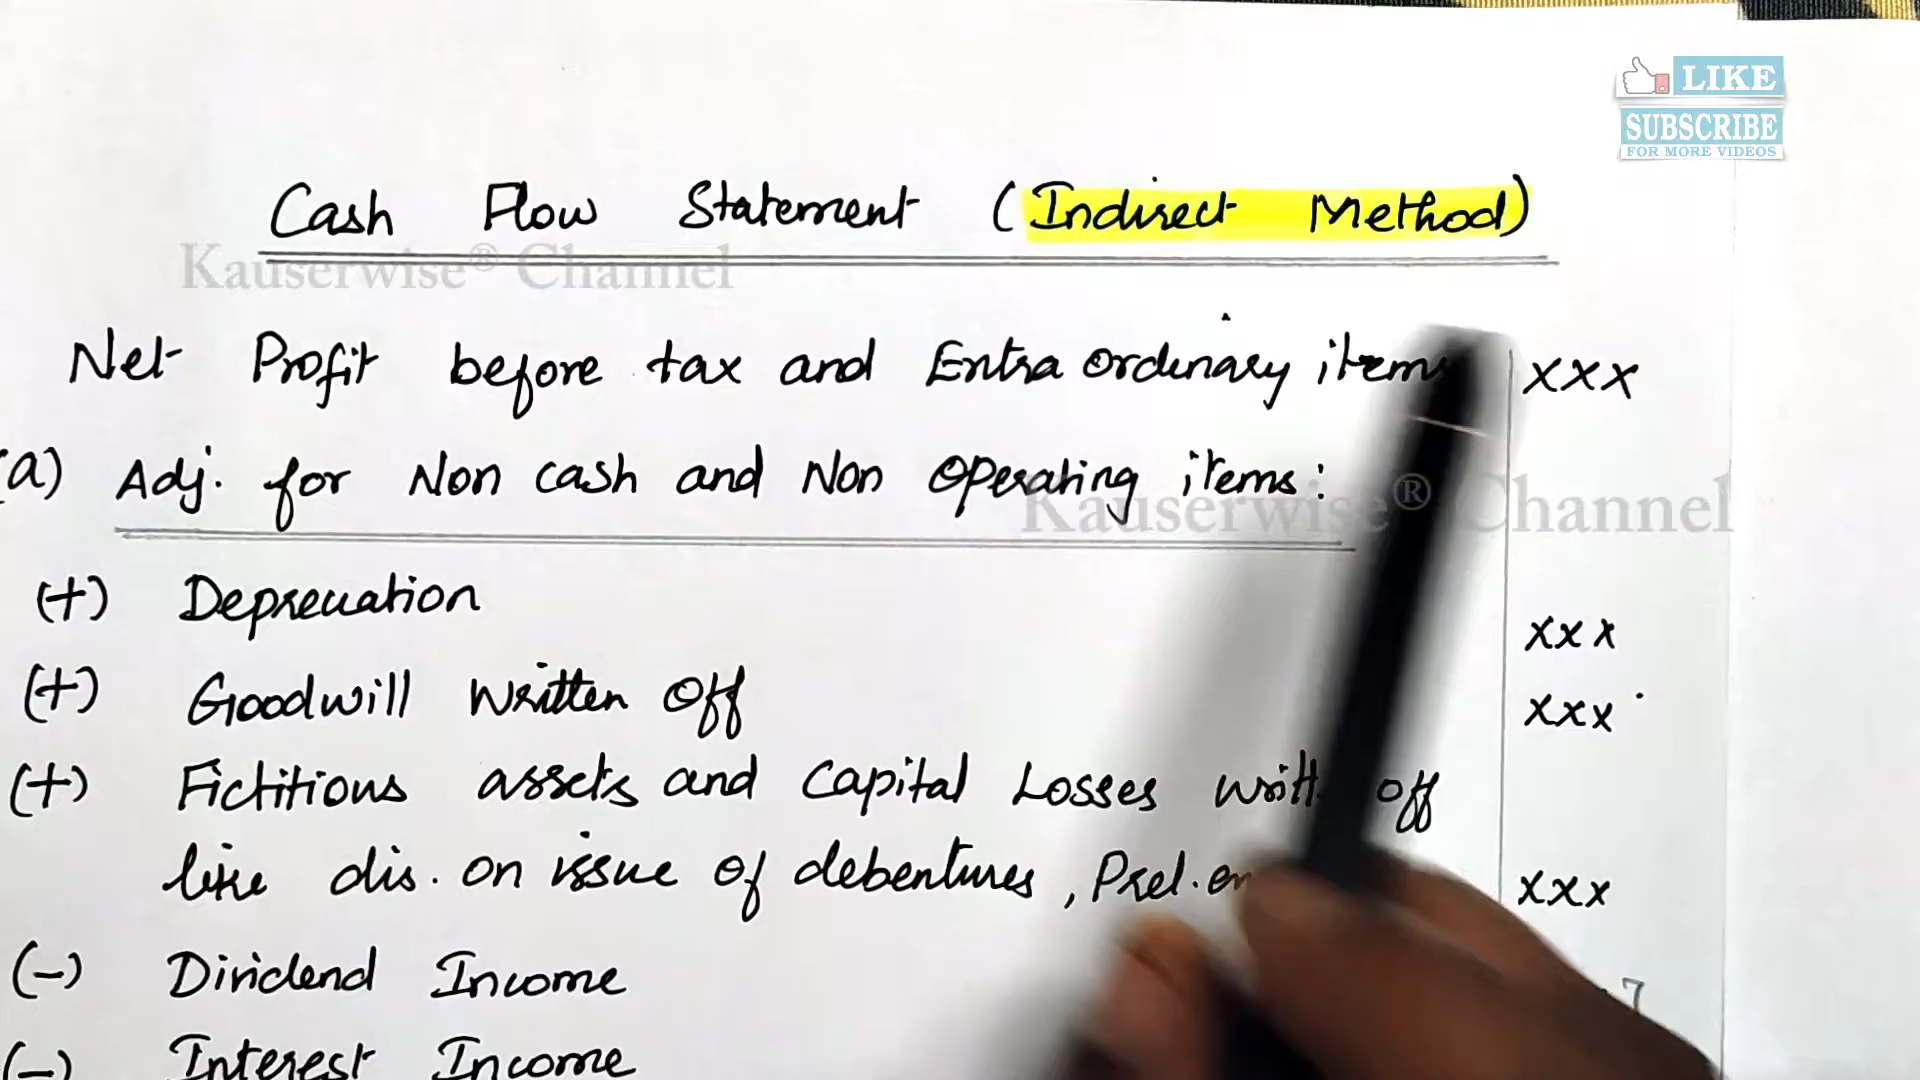 LIKE
SUBSCRIBE
FOR MORE VIDEOS
Cash Flow Statement (Indirect Method)
Kauserwise® Channel
Net Profit before tax and Extra ordinary items xxx
(a) Adj. for Non cash and Non Operating items:
Kauserwise® Channel
(+) Depreciation xxx
(+) Goodwill Written Off xxx
(+) Fictitious assets and Capital Losses off
like dis. on issue of debentures, Prel. xxx
(-) Dividend Income
(-) Interest Income